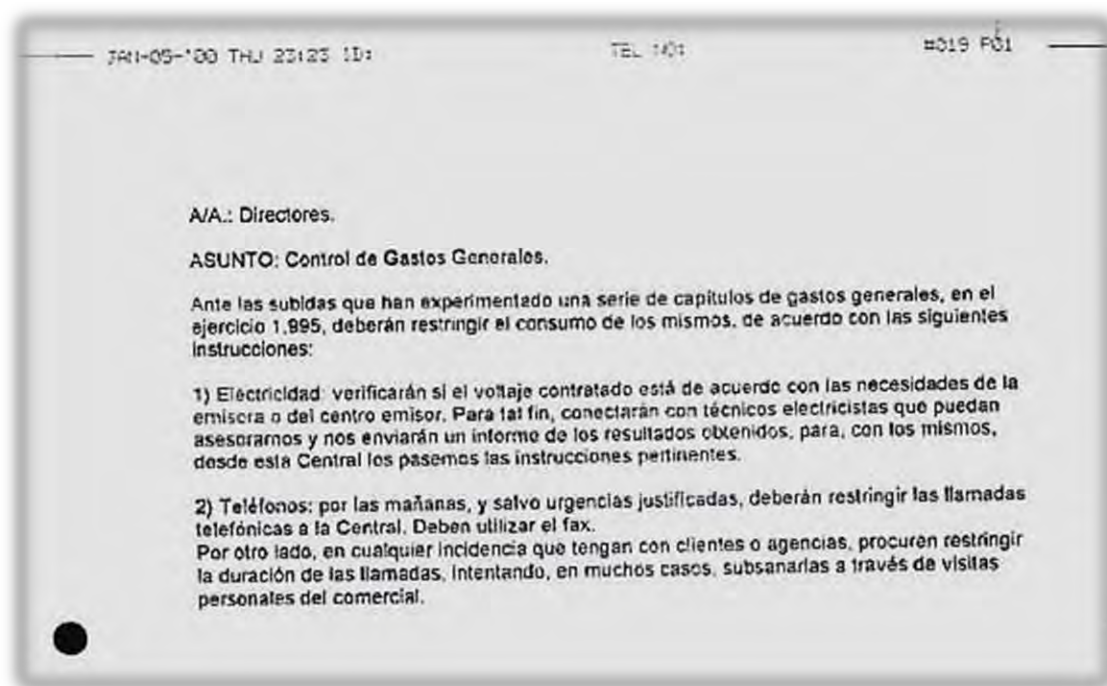 JAN-05-'00 THU 23:23 ID:
TEL NO:
#019 P01
A/A.: Directores.
ASUNTO: Control de Gastos Generales.
Ante las subidas que han experimentado una serie de capítulos de gastos generales, en el
ejercicio 1.995, deberán restringir el consumo de los mismos, de acuerdo con las siguientes
instrucciones:
1) Electricidad: verificarán si el voltaje contratado está de acuerdo con las necesidades de la
emisora o del centro emisor. Para tal fin, conectarán con técnicos electricistas que puedan
asesorarnos y nos enviarán un informe de los resultados obtenidos, para, con los mismos,
desde esta Central les pasemos las instrucciones pertinentes.
2) Teléfonos: por las mañanas, y salvo urgencias justificadas, deberán restringir las llamadas
telefónicas a la Central. Deben utilizar el fax.
Por otro lado, en cualquier incidencia que tengan con clientes o agencias, procuren restringir
la duración de las llamadas, intentando, en muchos casos, subsanarlas a través de visitas
personales del comercial.